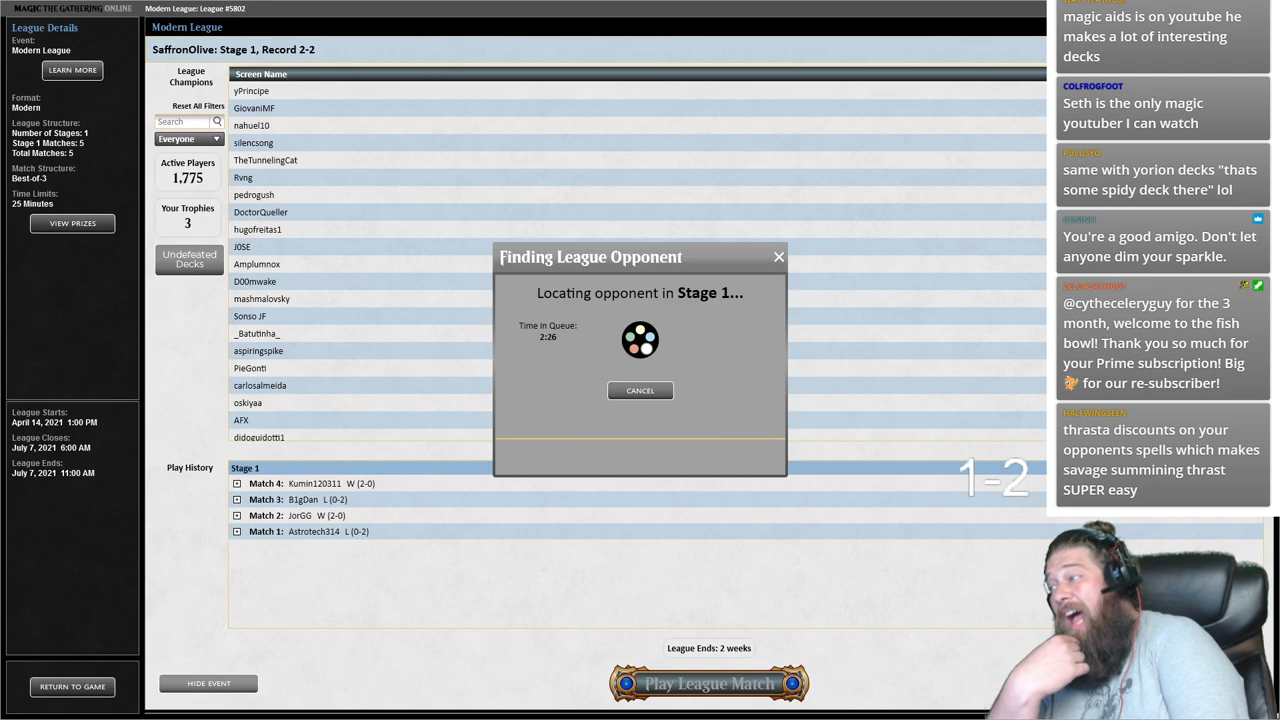 MAGIC THE GATHERING ONLINE
Modern League: League #5802
League Details
Event:
Modern League
LEARN MORE
Format:
Modern
League Structure:
Number of Stages: 1
Stage 1 Matches: 5
Total Matches: 5
Match Structure:
Best-of-3
Time Limits:
25 Minutes
VIEW PRIZES
League Starts:
April 14, 2021 1:00 PM
League Closes:
July 7, 2021 6:00 AM
League Ends:
July 7, 2021 11:00 AM
RETURN TO GAME
Modern League
SaffronOlive: Stage 1, Record 2-2
League
Champions
Reset All Filters
Search
Everyone
Active Players
1,775
Your Trophies
3
Undefeated
Decks
Screen Name
yPrincipe
GiovaniMF
nahuel10
silencsong
TheTunnelingCat
Rvng
pedrogush
DoctorQueller
hugofreitas1
J0SE
Amplumnox
D00mwake
mashmalovsky
Sonso JF
_Batutinha_
aspiringspike
PieGonti
carlosalmeida
oskiyaa
AFX
didoguidotti1
Finding League Opponent
Locating opponent in Stage 1...
Time in Queue:
2:26
CANCEL
Play History
Stage 1
Match 4: Kumin120311 W (2-0)
Match 3: B1gDan L (0-2)
Match 2: JorGG W (2-0)
Match 1: Astrotech314 L (0-2)
1-2
League Ends: 2 weeks
HIDE EVENT
Play League Match
magic aids is on youtube he
makes a lot of interesting
decks
COLFROGFOOT
Seth is the only magic
youtuber I can watch
PULUSYO
same with yorion decks "thats
some spidy deck there" lol
You're a good amigo. Don't let
anyone dim your sparkle.
@cytheceleryguy for the 3
month, welcome to the fish
bowl! Thank you so much for
your Prime subscription! Big
for our re-subscriber!
HALFWINGSEEN
thrasta discounts on your
opponents spells which makes
savage summining thrast
SUPER easy